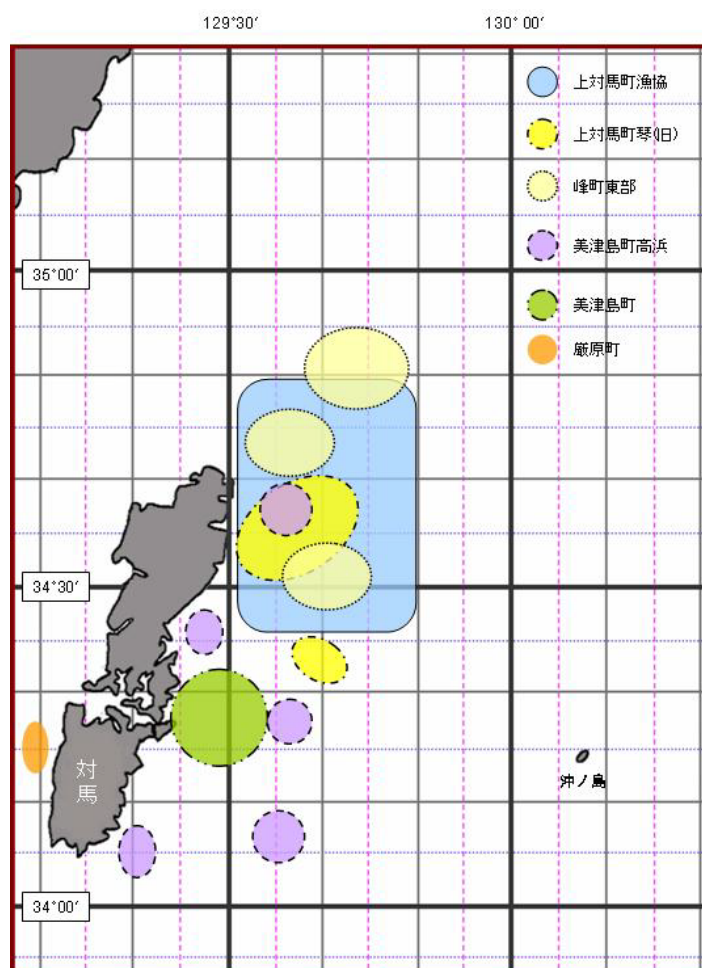 129°30′
130°00′
上対馬町漁協
上対馬町琴(旧)
峰町東部
美津島町高浜
35°00′
美津島町
厳原町
34°30′
対馬
沖ノ島
34°00′